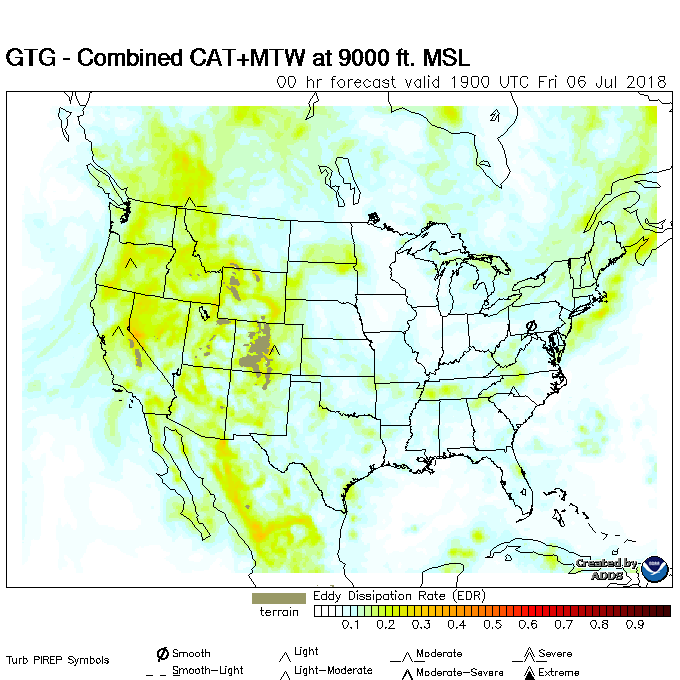 GTG - Combined CAT+MTW at 9000 ft. MSL
00 hr forecast valid 1900 UTC Fri 06 Jul 2018
Created by
ADDS
Eddy Dissipation Rate (EDR)
terrain
0.1 0.2 0.3 0.4 0.5 0.6 0.7 0.8 0.9
Turb PIREP Symbols
Smooth Light Moderate Severe
Smooth-Light Light-Moderate Moderate-Severe Extreme